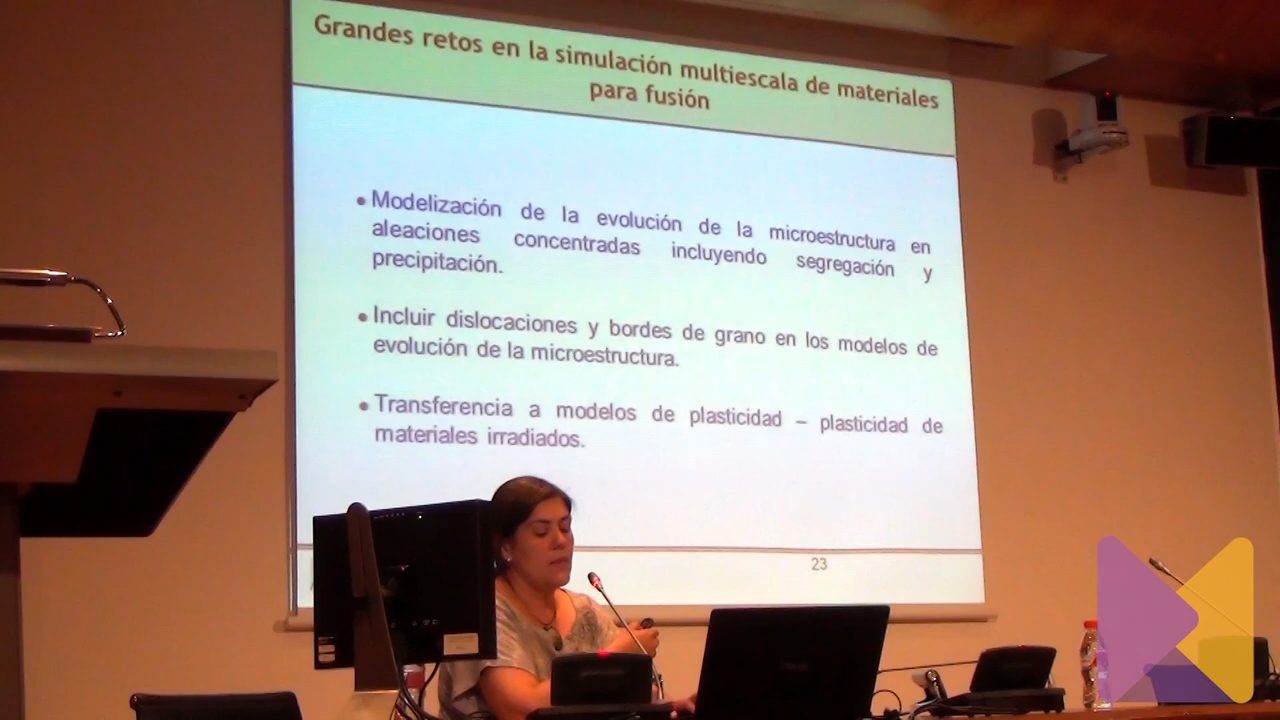 Grandes retos en la simulación multiescala de materiales
para fusión
• Modelización de la evolución de la microestructura en
aleaciones concentradas incluyendo segregación y
precipitación.
• Incluir dislocaciones y bordes de grano en los modelos de
evolución de la microestructura.
• Transferencia a modelos de plasticidad – plasticidad de
materiales irradiados.
23